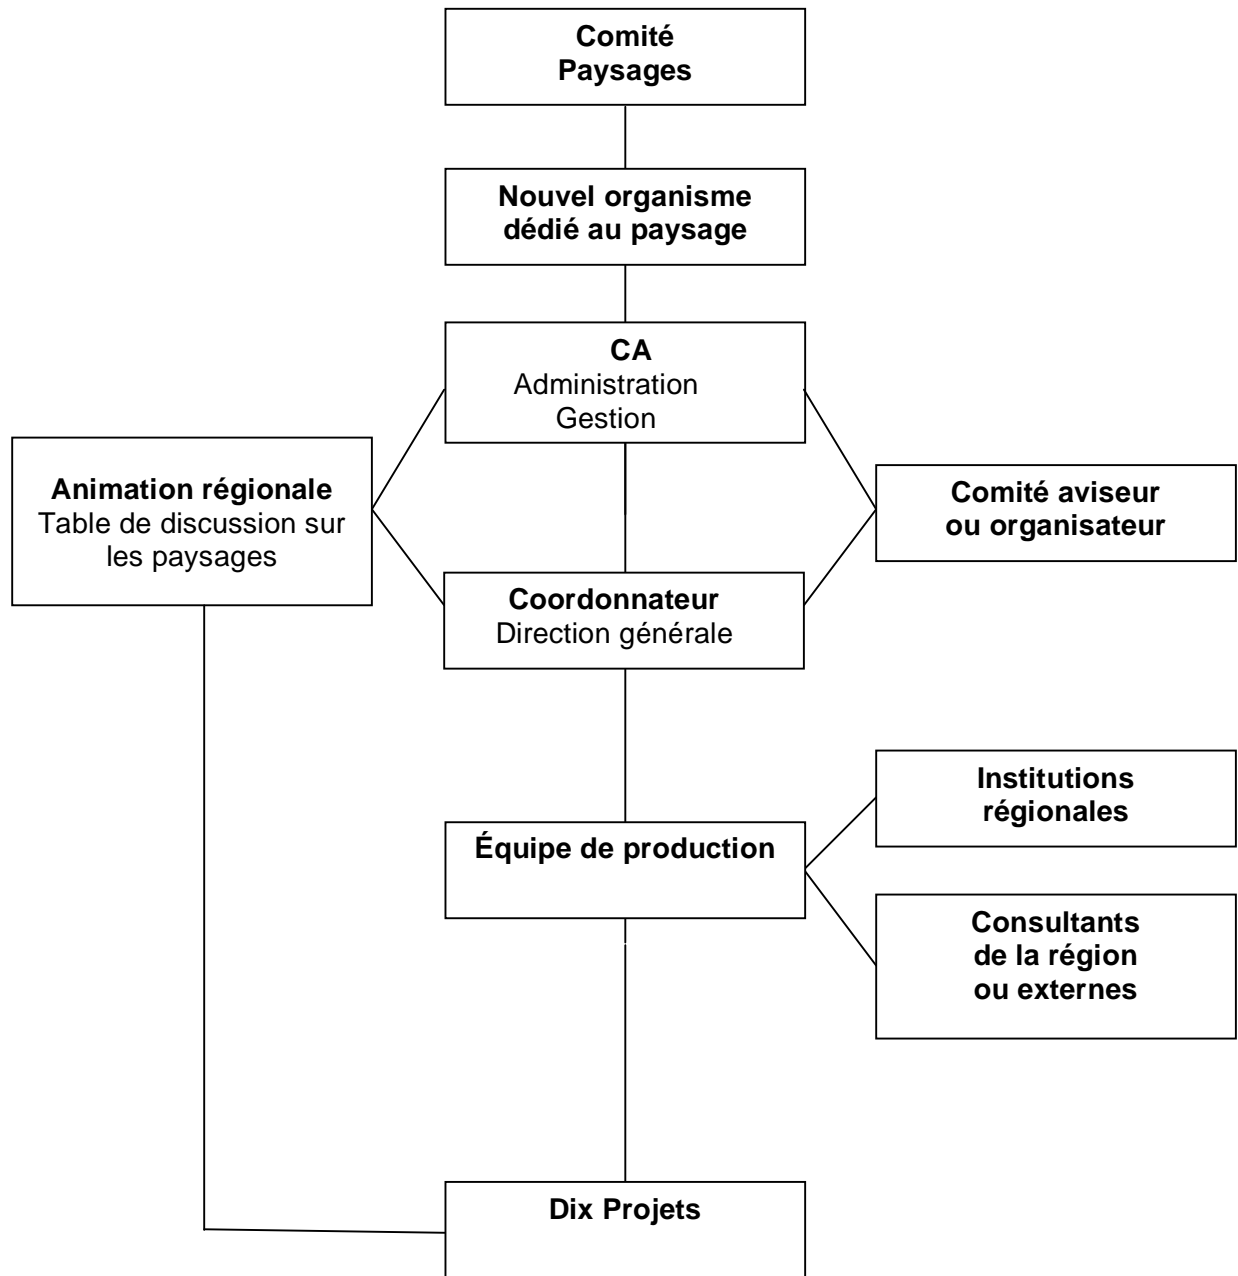 Comité
Paysages
Nouvel organisme
dédié au paysage
CA
Administration
Gestion
Animation régionale
Table de discussion sur
les paysages
Comité aviseur
ou organisateur
Coordonnateur
Direction générale
Institutions
régionales
Équipe de production
Consultants
de la région
ou externes
Dix Projets